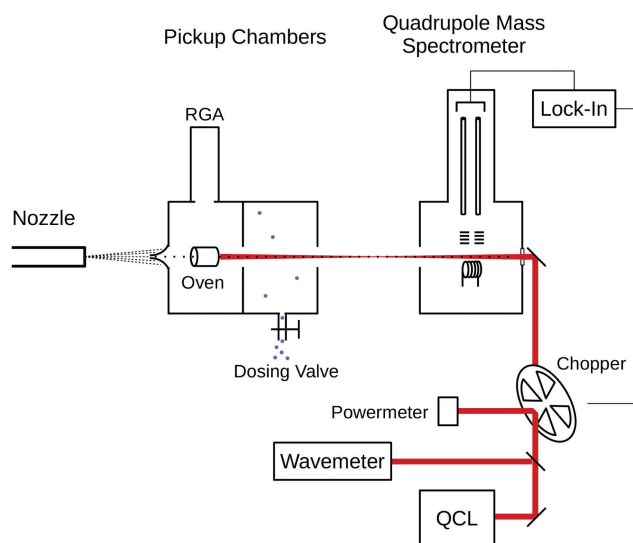 Pickup Chambers
Quadrupole Mass
Spectrometer
RGA
Lock-In
Nozzle
Oven
Dosing Valve
Chopper
Powermeter
Wavemeter
QCL